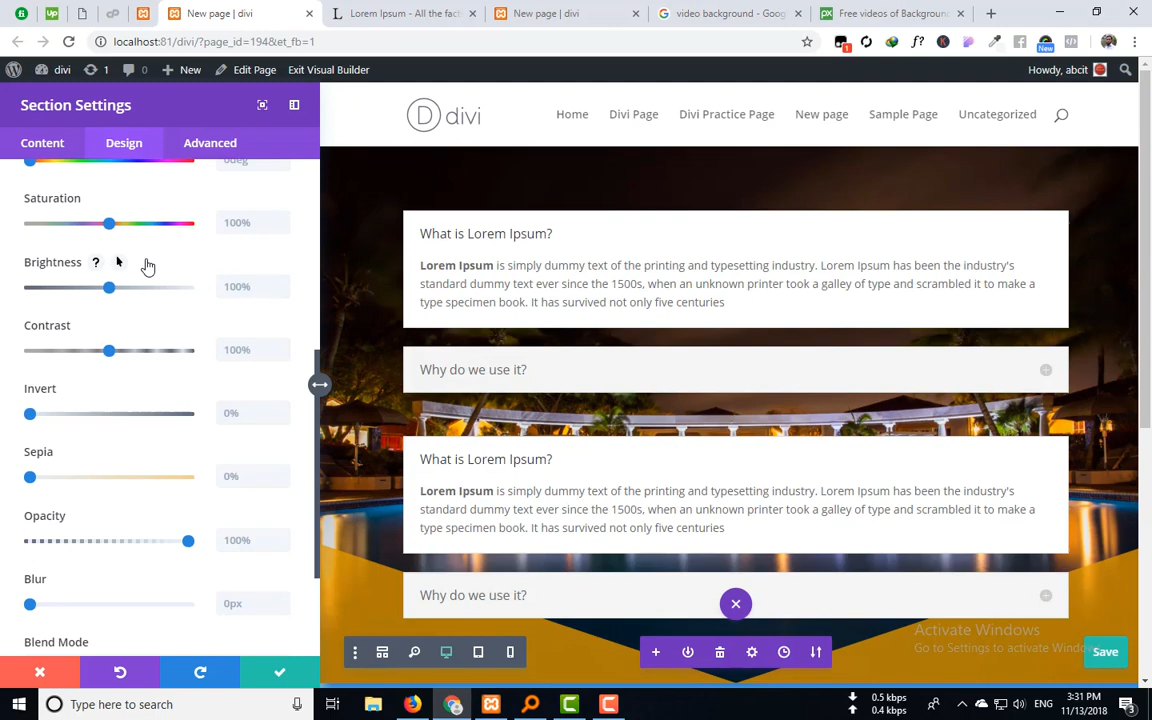 New page | divi
Lorem Ipsum - All the fact
New page | divi
video background - Goog
Free videos of Background
localhost:81/divi/?page_id=194&et_fb=1
divi
1
0
New
Edit Page
Exit Visual Builder
Howdy, abcit
Section Settings
Content
Design
Advanced
0deg
Saturation
100%
Brightness
100%
Contrast
100%
Invert
0%
Sepia
0%
Opacity
100%
Blur
0px
Blend Mode
D divi
Home
Divi Page
Divi Practice Page
New page
Sample Page
Uncategorized
What is Lorem Ipsum?
Lorem Ipsum is simply dummy text of the printing and typesetting industry. Lorem Ipsum has been the industry's
standard dummy text ever since the 1500s, when an unknown printer took a galley of type and scrambled it to make a
type specimen book. It has survived not only five centuries
Why do we use it?
What is Lorem Ipsum?
Lorem Ipsum is simply dummy text of the printing and typesetting industry. Lorem Ipsum has been the industry's
standard dummy text ever since the 1500s, when an unknown printer took a galley of type and scrambled it to make a
type specimen book. It has survived not only five centuries
Why do we use it?
Activate Windows
Go to Settings to activate Windo
Save
Type here to search
0.5 kbps
0.4 kbps
ENG
3:31 PM
11/13/2018
3